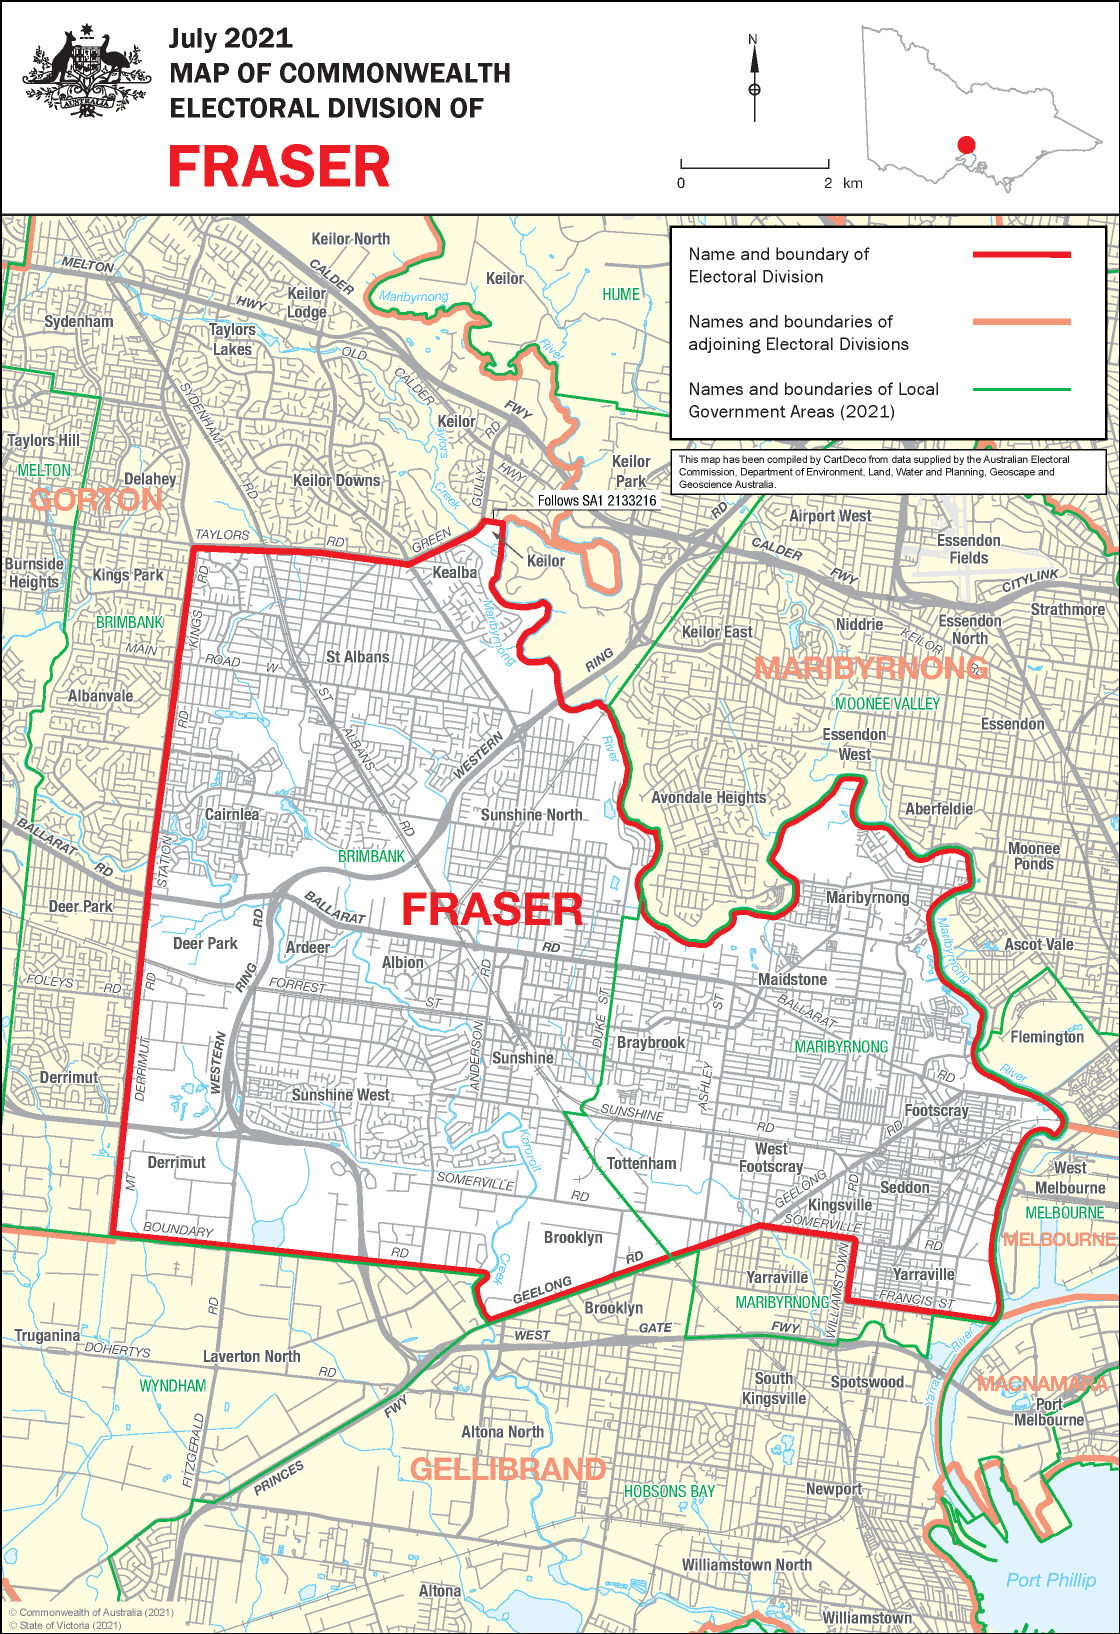 July 2021
MAP OF COMMONWEALTH
ELECTORAL DIVISION OF
FRASER
AUSTRALIA
N
0 2 km
Name and boundary of
Electoral Division
Names and boundaries of
adjoining Electoral Divisions
Names and boundaries of Local
Government Areas (2021)
This map has been compiled by CartDeco from data supplied by the Australian Electoral
Commission, Department of Environment, Land, Water and Planning, Geoscape and
Geoscience Australia.
Keilor North
CALDER
MELTON
HWY
Keilor
Lodge
Maribyrnong
Keilor
HUME
River
Sydenham
Taylors
Lakes
OLD
CALDER
FWY
SYDENHAM
RD
Keilor
RD
Taylors
Creek
GULLY
HWY
Keilor
Park
Taylors Hill
MELTON
Delahey
GORTON
Keilor Downs
Follows SA1 2133216
RD
Airport West
Essendon
Fields
CALDER
FWY
CITYLINK
Strathmore
TAYLORS
RD
GREEN
Burnside
Heights
Kings Park
RD
KINGS
Kealba
Keilor
BRIMBANK
MAIN
ROAD
W
St Albans
ST
ALBANS
RD
Maribyrnong
RING
Keilor East
Niddrie
KEILOR
RD
Essendon
North
MARIBYRNONG
MOONEE VALLEY
Essendon
Essendon
West
Albanvale
RD
WESTERN
River
Avondale Heights
Aberfeldie
Cairnlea
Sunshine North
Moonee
Ponds
BALLARAT
RD
STATION
BRIMBANK
FRASER
Maribyrnong
Deer Park
Deer Park
RD
RING
BALLARAT
RD
Ardeer
Albion
RD
Maribyrnong
Ascot Vale
FOLEYS
RD
RD
FORREST
ST
DUKE ST
ST
Maidstone
BALLARAT
RD
Flemington
DERRIMUT
WESTERN
ANDERSON
Sunshine
Braybrook
MARIBYRNONG
ASHLEY
River
Derrimut
Sunshine West
SUNSHINE
RD
Footscray
RD
Derrimut
MT
Kororoit
Tottenham
West
Footscray
GEELONG
RD
Seddon
West
Melbourne
MELBOURNE
MELBOURNE
SOMERVILLE
RD
Kingsville
SOMERVILLE
RD
BOUNDARY
RD
Brooklyn
RD
GEELONG
Creek
Yarraville
Yarraville
WILLIAMSTOWN
FRANCIS ST
MARIBYRNONG
Brooklyn
WEST
GATE
FWY
Truganina
DOHERTYS
RD
RD
Laverton North
WYNDHAM
FWY
South
Kingsville
Spotswood
River
Yarra
MACNAMARA
Port
Melbourne
FITZGERALD
PRINCES
Altona North
GELLIBRAND
HOBSONS BAY
Newport
Williamstown North
Port Phillip
Altona
Williamstown
© Commonwealth of Australia (2021)
© State of Victoria (2021)